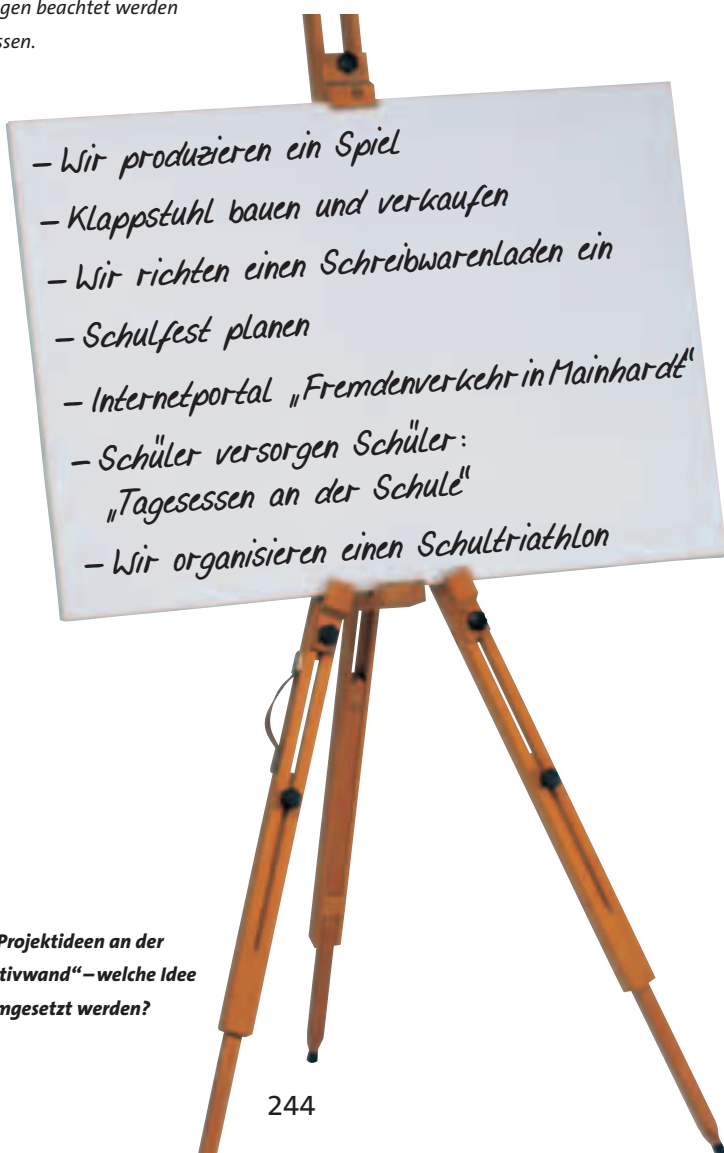 gen beachtet werden
ssen.
– Wir produzieren ein Spiel
– Klappstuhl bauen und verkaufen
– Wir richten einen Schreibwarenladen ein
– Schulfest planen
– Internetportal „Fremdenverkehr in Mainhardt“
– Schüler versorgen Schüler:
„Tagesessen an der Schule“
– Wir organisieren einen Schultriathlon
Projektideen an der
tivwand“ – welche Idee
mgesetzt werden?
244